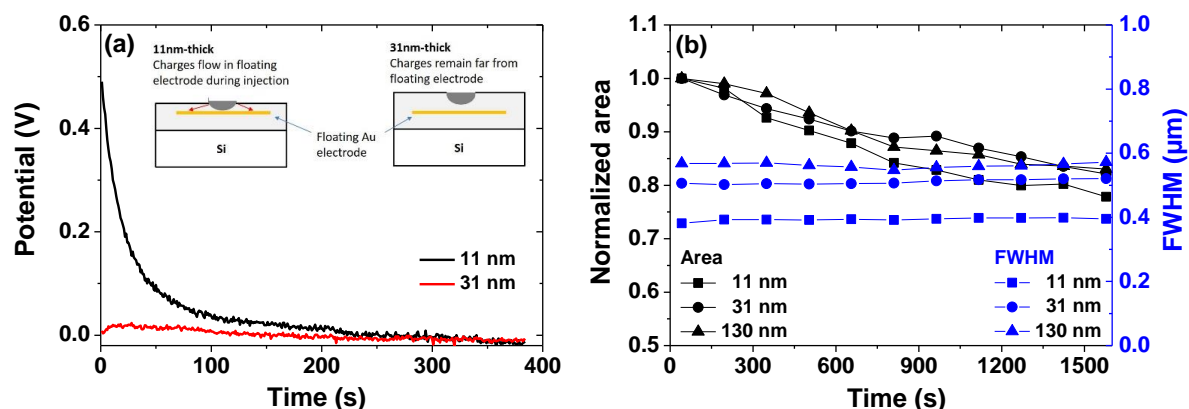 (a)
11nm-thick
Charges flow in floating
electrode during injection
31nm-thick
Charges remain far from
floating electrode
Floating Au
electrode
Si
Si
11 nm
31 nm
Potential (V)
0.6
0.4
0.2
0.0
0
100
200
300
400
Time (s)
(b)
Normalized area
1.1
1.0
0.9
0.8
0.7
0.6
0.5
Area
11 nm
31 nm
130 nm
FWHM
11 nm
31 nm
130 nm
0
300
600
900
1200
1500
Time (s)
1.0
0.8
0.6
0.4
0.2
0.0
FWHM (µm)